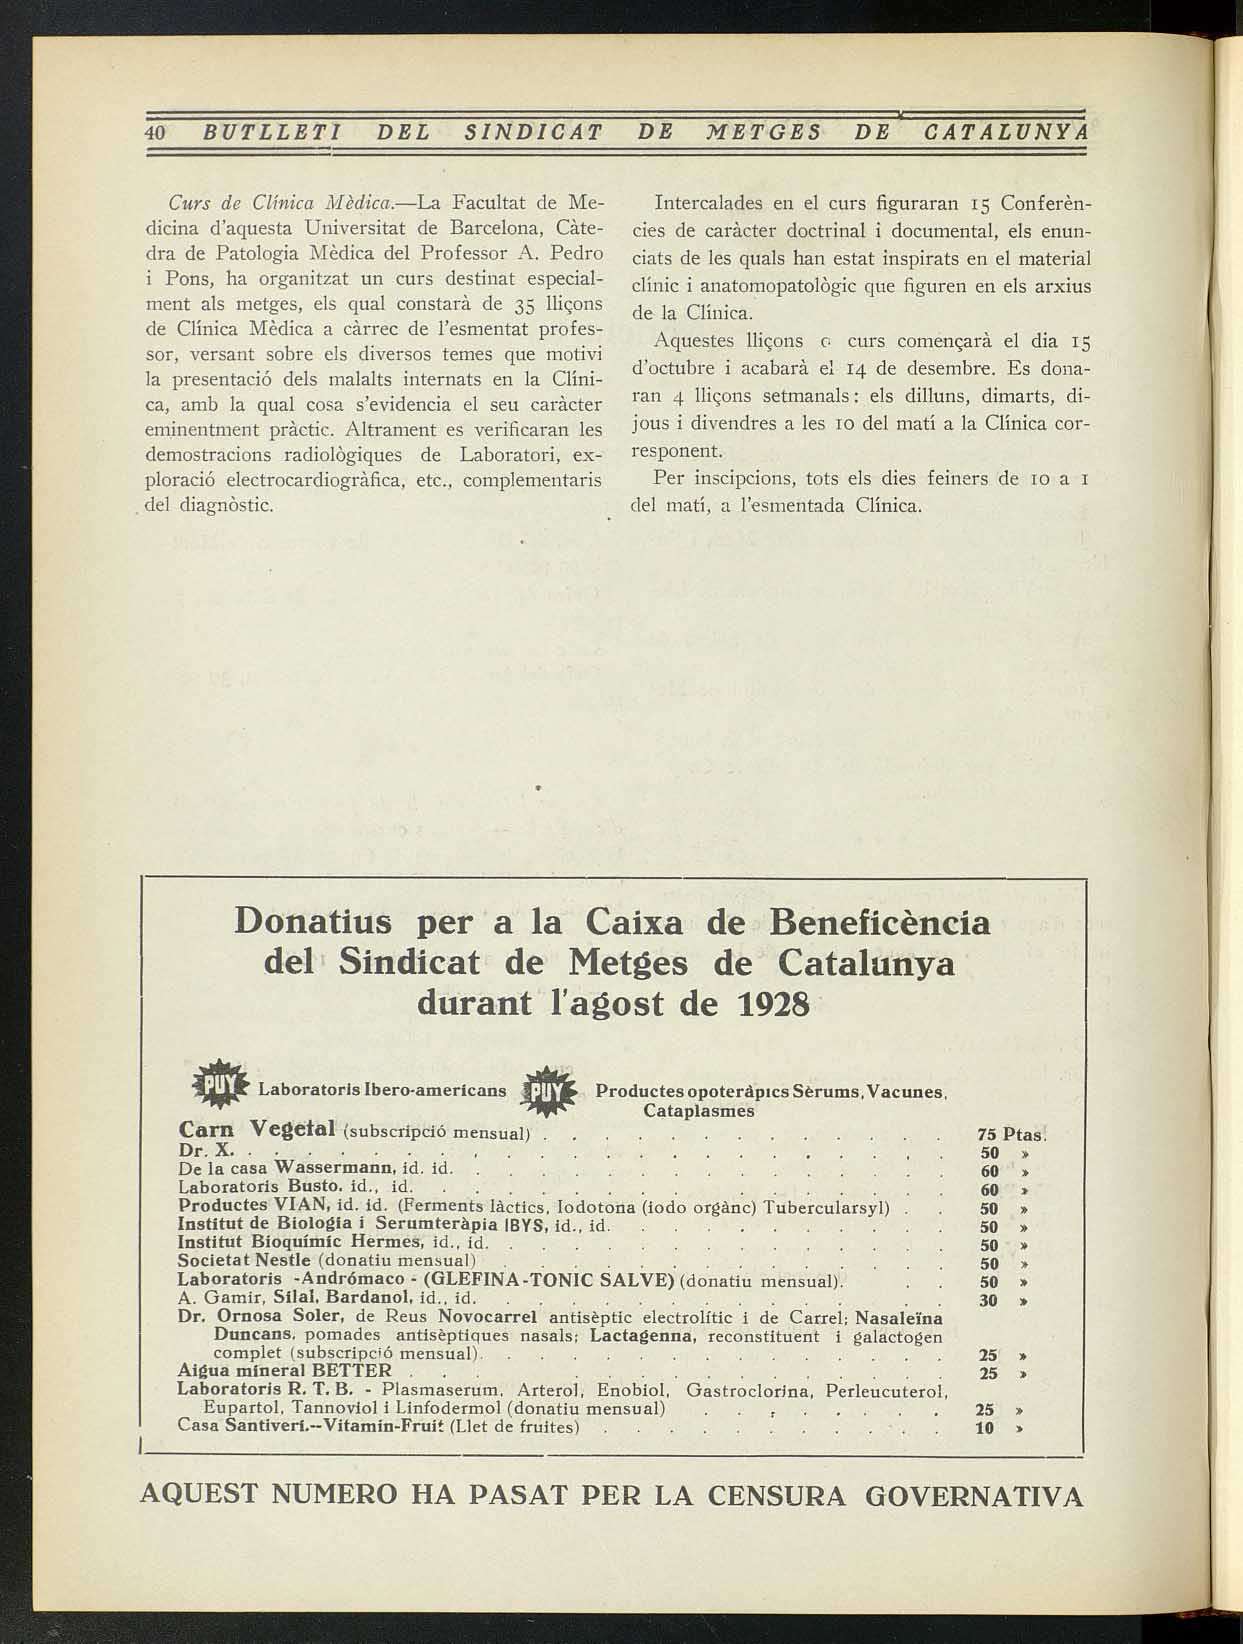 40 BUTLLETI DEL SINDICAT DE METGES DE CATALUNYA
Curs de Clínica Mèdica.—La Facultat de Me-
dicina d'aquesta Universitat de Barcelona, Càte-
dra de Patologia Mèdica del Professor A. Pedro
i Pons, ha organitzat un curs destinat especial-
ment als metges, els qual constarà de 35 lliçons
de Clínica Mèdica a càrrec de l'esmentat profes-
sor, versant sobre els diversos temes que motivi
la presentació dels malalts internats en la Clíni-
ca, amb la qual cosa s'evidencia el seu caràcter
eminentment pràctic. Altrament es verificaran les
demostracions radiològiques de Laboratori, ex-
ploració electrocardiogràfica, etc., complementaris
del diagnòstic.
Intercalades en el curs figuraran 15 Conferèn-
cies de caràcter doctrinal i documental, els enun-
ciats de les quals han estat inspirats en el material
clínic i anatomopatològic que figuren en els arxius
de la Clínica.
Aquestes lliçons o curs començarà el dia 15
d'octubre i acabarà el 14 de desembre. Es dona-
ran 4 lliçons setmanals: els dilluns, dimarts, di-
jous i divendres a les 10 del matí a la Clínica cor-
responent.
Per inscipcions, tots els dies feiners de 10 a 1
del matí, a l'esmentada Clínica.
Donatius per a la Caixa de Beneficència
del Sindicat de Metges de Catalunya
durant l'agost de 1928
PUY Laboratoris Ibero-americans PUY Productes opoteràpics Sèrums, Vacunes,
Cataplasmes
Carn Vegetal (subscripció mensual) . . . . . . . . . . . . . 75 Ptas.
Dr. X. . . . . . . . . . . . . . . . . . . . . . . 50 »
De la casa Wassermann, id. id. . . . . . . . . . . . . . . . 60 »
Laboratoris Busto, id., id. . . . . . . . . . . . . . . . . . 60 »
Productes VIAN, id. id. (Ferments làctics, Iodotona (iodo orgànc) Tubercularsyl) . . 50 »
Institut de Biologia i Serumteràpia IBYS, id., id. . . . . . . . . . . . 50 »
Institut Bioquímic Hermes, id., id. . . . . . . . . . . . . . . . 50 »
Societat Nestle (donatiu mensual) . . . . . . . . . . . . . . 50 »
Laboratoris -Andrómaco - (GLEFINA-TONIC SALVE) (donatiu mensual). . . 50 »
A. Gamir, Silal, Bardanol, id., id. . . . . . . . . . . . . . . . 30 »
Dr. Ornosa Soler, de Reus Novocarrel antisèptic electrolític i de Carrel; Nasaleïna
Duncans, pomades antisèptiques nasals; Lactagenna, reconstituent i galactogen
complet (subscripció mensual). . . . . . . . . . . . . . . . 25 »
Aigua mineral BETTER . . . . . . . . . . . . . . . . . 25 »
Laboratoris R. T. B. - Plasmaserum, Arterol, Enobiol, Gastroclorina, Perleucuterol,
Eupartol, Tannoviol i Linfodermol (donatiu mensual) . . . . . . . . 25 »
Casa Santiveri.--Vitamin-Fruit (Llet de fruites) . . . . . . . . . . . 10 »
AQUEST NUMERO HA PASAT PER LA CENSURA GOVERNATIVA